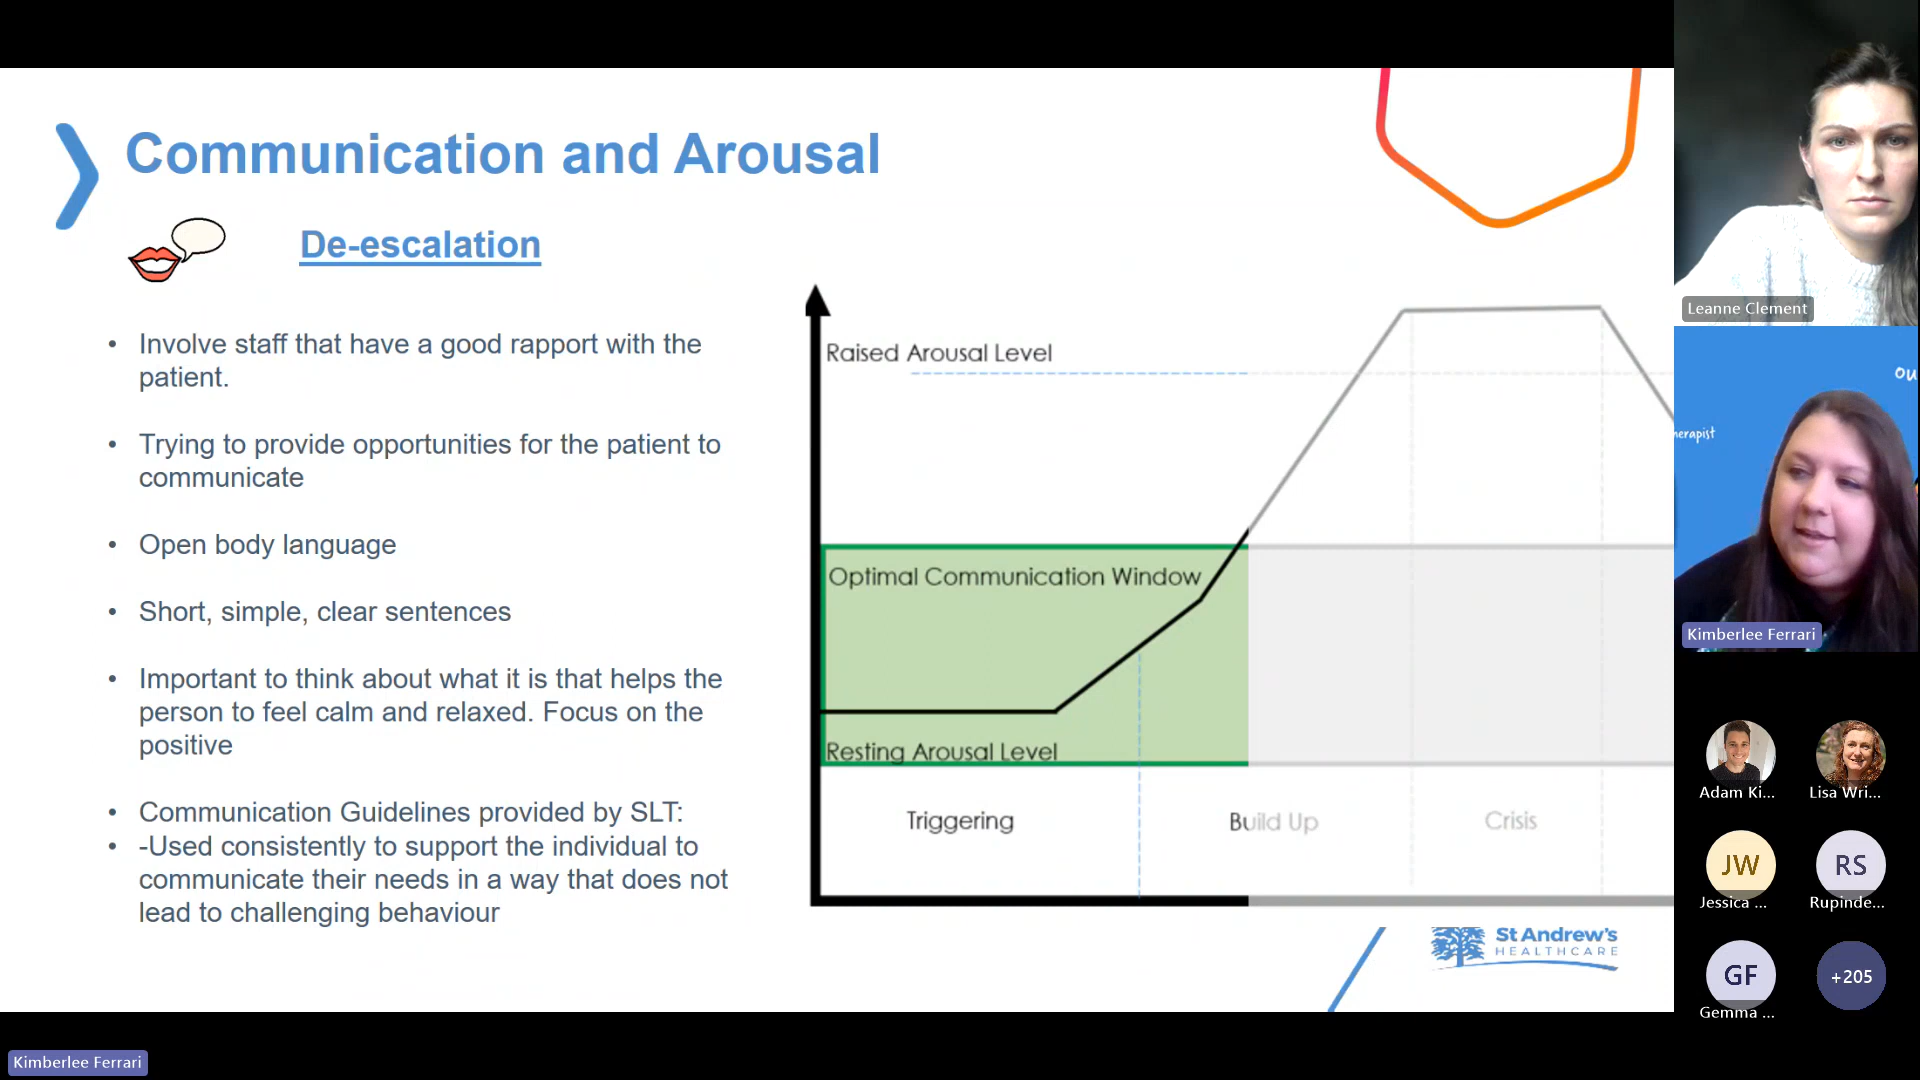 Communication and Arousal
De-escalation
Involve staff that have a good rapport with the
patient.
Trying to provide opportunities for the patient to
communicate
Open body language
Short, simple, clear sentences
Important to think about what it is that helps the
person to feel calm and relaxed. Focus on the
positive
Communication Guidelines provided by SLT:
-Used consistently to support the individual to
communicate their needs in a way that does not
lead to challenging behaviour
Raised Arousal Level
Optimal Communication Window
Resting Arousal Level
Triggering
Build Up
Crisis
St Andrew's
HEALTHCARE
Leanne Clement
ou
herapist
Kimberlee Ferrari
Adam Ki...
Lisa Wri...
JW
RS
Jessica ...
Rupinde...
GF
+205
Gemma ...
Kimberlee Ferrari